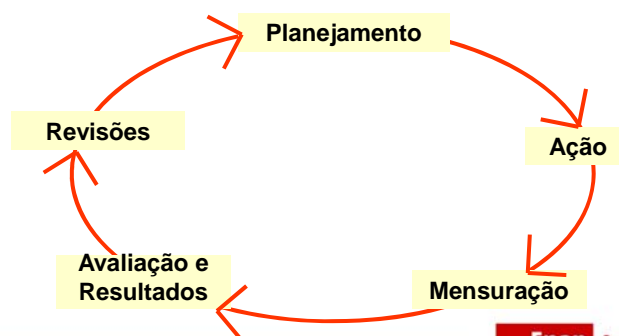 Planejamento
Revisões
Ação
Avaliação e
Resultados
Mensuração